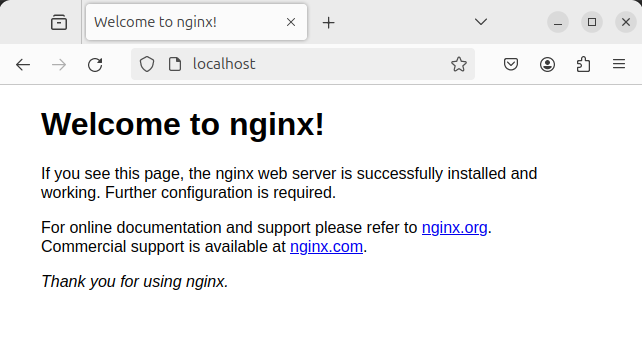 Welcome to nginx!
localhost
Welcome to nginx!
If you see this page, the nginx web server is successfully installed and
working. Further configuration is required.
For online documentation and support please refer to nginx.org.
Commercial support is available at nginx.com.
Thank you for using nginx.